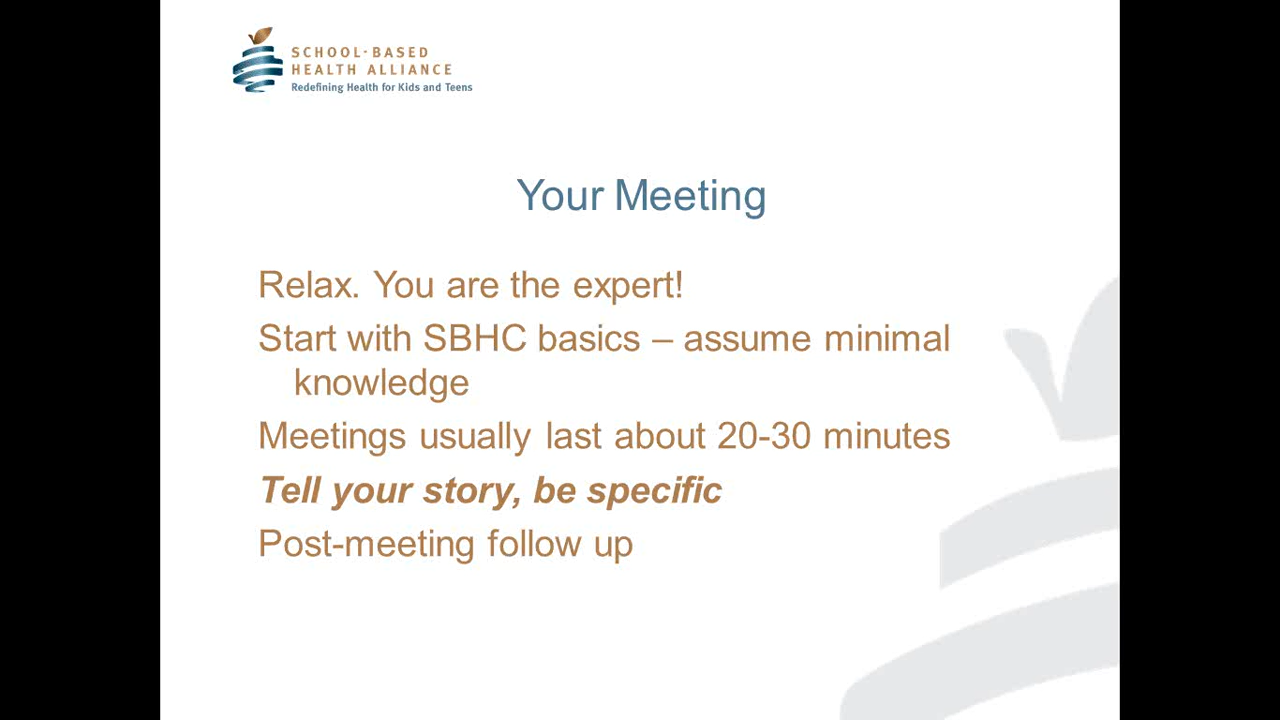 SCHOOL-BASED
HEALTH ALLIANCE
Redefining Health for Kids and Teens
Your Meeting
Relax. You are the expert!
Start with SBHC basics – assume minimal
knowledge
Meetings usually last about 20-30 minutes
Tell your story, be specific
Post-meeting follow up